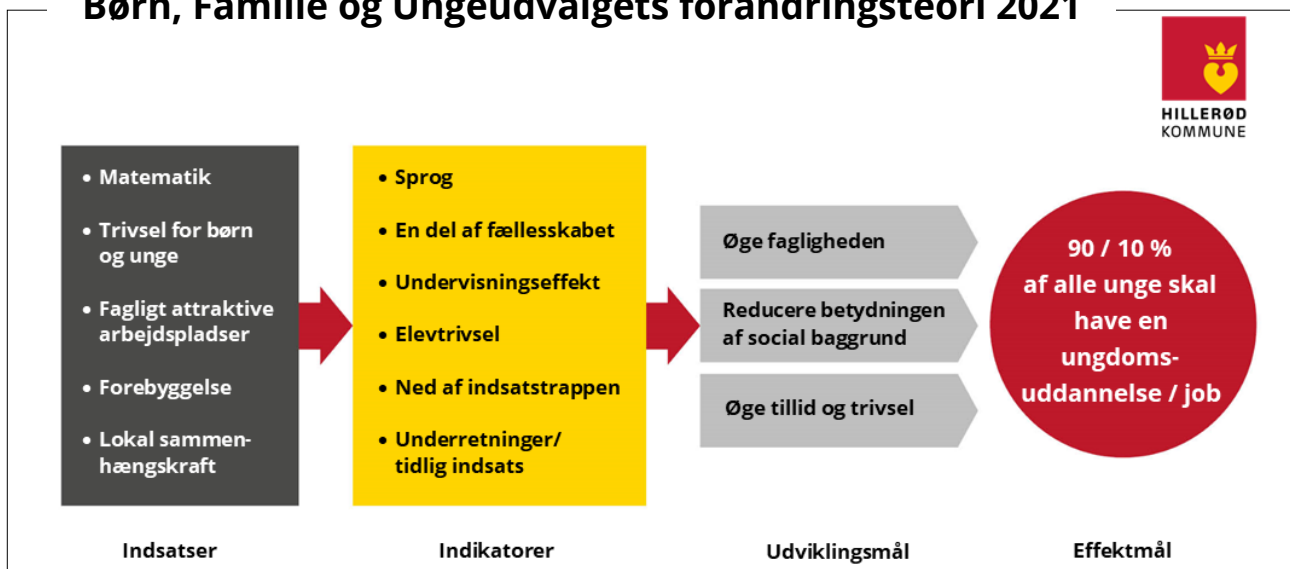 Børn, Familie og Ungeudvalgets forandringsteori 2021
HILLERØD
KOMMUNE
• Matematik
• Trivsel for børn
og unge
• Fagligt attraktive
arbejdspladser
• Forebyggelse
• Lokal sammen-
hængskraft
Indsatser
• Sprog
• En del af fællesskabet
• Undervisningseffekt
• Elevtrivsel
• Ned af indsatstrappen
• Underretninger/
tidlig indsats
Indikatorer
Øge fagligheden
Reducere betydningen
af social baggrund
Øge tillid og trivsel
Udviklingsmål
90 / 10 %
af alle unge skal
have en
ungdoms-
uddannelse / job
Effektmål